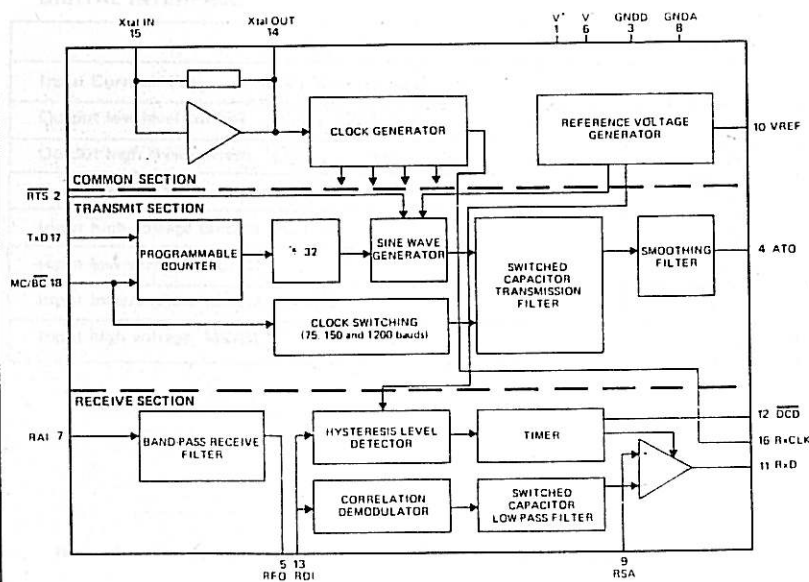 Xtal IN
15
Xtal OUT
14
V+
1
V-
6
GNDD
3
GNDA
8
CLOCK GENERATOR
REFERENCE VOLTAGE
GENERATOR
10 VREF
COMMON SECTION
RTS 2
TRANSMIT SECTION
TxD 17
PROGRAMMABLE
COUNTER
32
SINE WAVE
GENERATOR
SWITCHED
CAPACITOR
TRANSMISSION
FILTER
SMOOTHING
FILTER
4 ATO
MC/BC 18
CLOCK SWITCHING
(75, 150 and 1200 bauds)
RECEIVE SECTION
RAI 7
BAND-PASS RECEIVE
FILTER
HYSTERESIS LEVEL
DETECTOR
TIMER
12 DCD
16 RxCLK
11 RxD
+
-
CORRELATION
DEMODULATOR
SWITCHED
CAPACITOR
LOW PASS FILTER
5
RFO
13
RDI
9
RSA